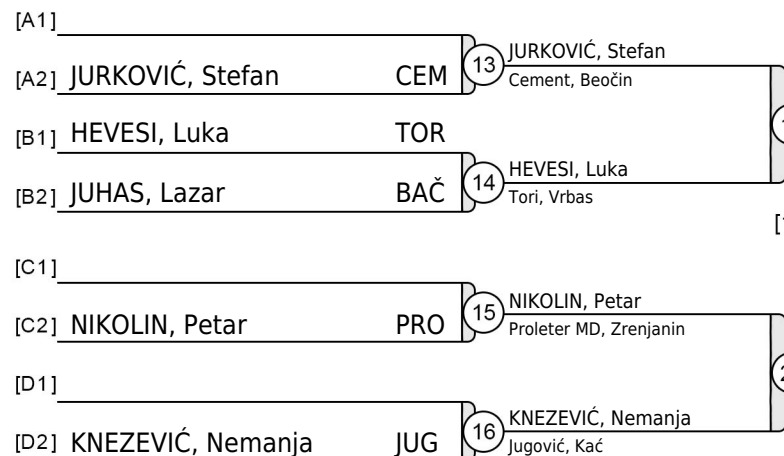 [A1]
[A2] JURKOVIĆ, Stefan CEM
13
JURKOVIĆ, Stefan
Cement, Beočin
[B1] HEVESI, Luka TOR
[B2] JUHAS, Lazar BAČ
14
HEVESI, Luka
Tori, Vrbas
[C1]
[C2] NIKOLIN, Petar PRO
15
NIKOLIN, Petar
Proleter MD, Zrenjanin
[D1]
[D2] KNEZEVIĆ, Nemanja JUG
16
KNEZEVIĆ, Nemanja
Jugović, Kać